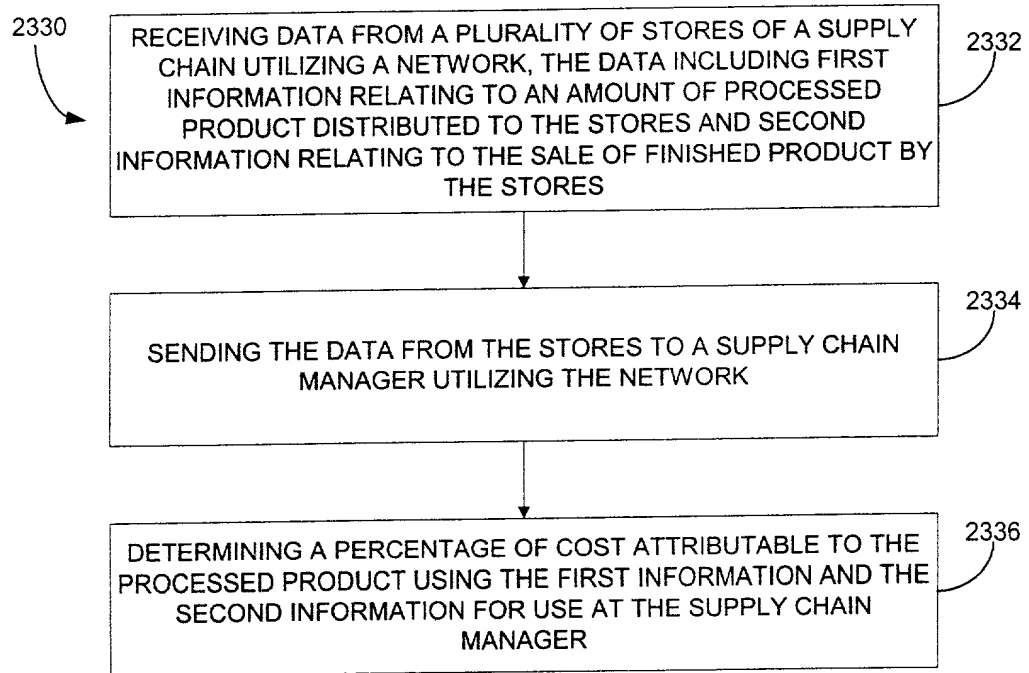 2330
RECEIVING DATA FROM A PLURALITY OF STORES OF A SUPPLY
CHAIN UTILIZING A NETWORK, THE DATA INCLUDING FIRST
INFORMATION RELATING TO AN AMOUNT OF PROCESSED
PRODUCT DISTRIBUTED TO THE STORES AND SECOND
INFORMATION RELATING TO THE SALE OF FINISHED PRODUCT BY
THE STORES
2332
SENDING THE DATA FROM THE STORES TO A SUPPLY CHAIN
MANAGER UTILIZING THE NETWORK
2334
DETERMINING A PERCENTAGE OF COST ATTRIBUTABLE TO THE
PROCESSED PRODUCT USING THE FIRST INFORMATION AND THE
SECOND INFORMATION FOR USE AT THE SUPPLY CHAIN
MANAGER
2336